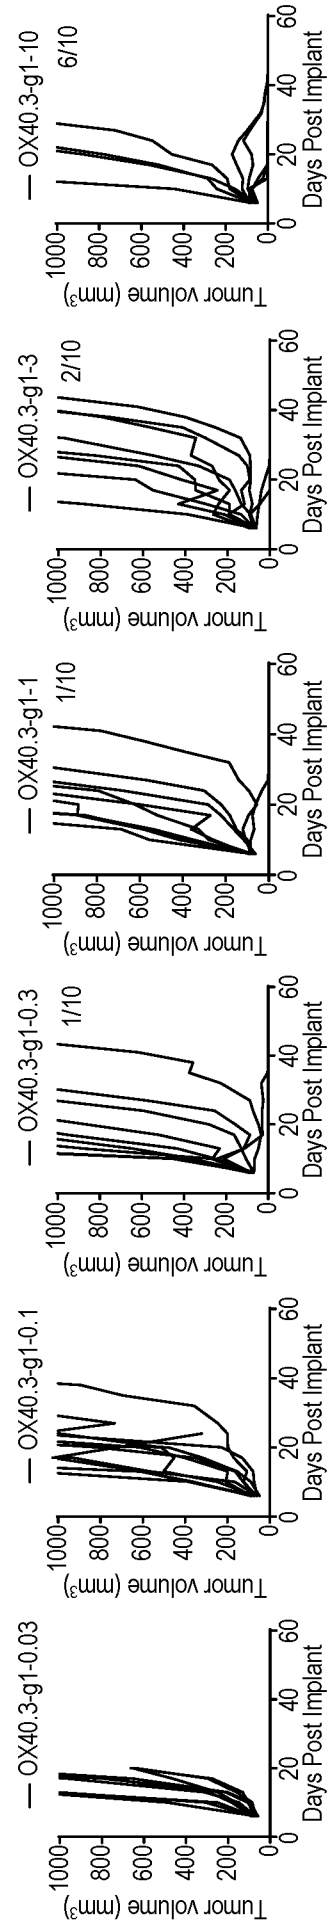 — OX40.3-g1-0.03
Tumor volume (mm³)
1000
800
600
400
200
0
0 20 40 60
Days Post Implant
— OX40.3-g1-0.1
Tumor volume (mm³)
1000
800
600
400
200
0
0 20 40 60
Days Post Implant
— OX40.3-g1-0.3
1/10
Tumor volume (mm³)
1000
800
600
400
200
0
0 20 40 60
Days Post Implant
— OX40.3-g1-1
1/10
Tumor volume (mm³)
1000
800
600
400
200
0
0 20 40 60
Days Post Implant
— OX40.3-g1-3
2/10
Tumor volume (mm³)
1000
800
600
400
200
0
0 20 40 60
Days Post Implant
— OX40.3-g1-10
6/10
Tumor volume (mm³)
1000
800
600
400
200
0
0 20 40 60
Days Post Implant